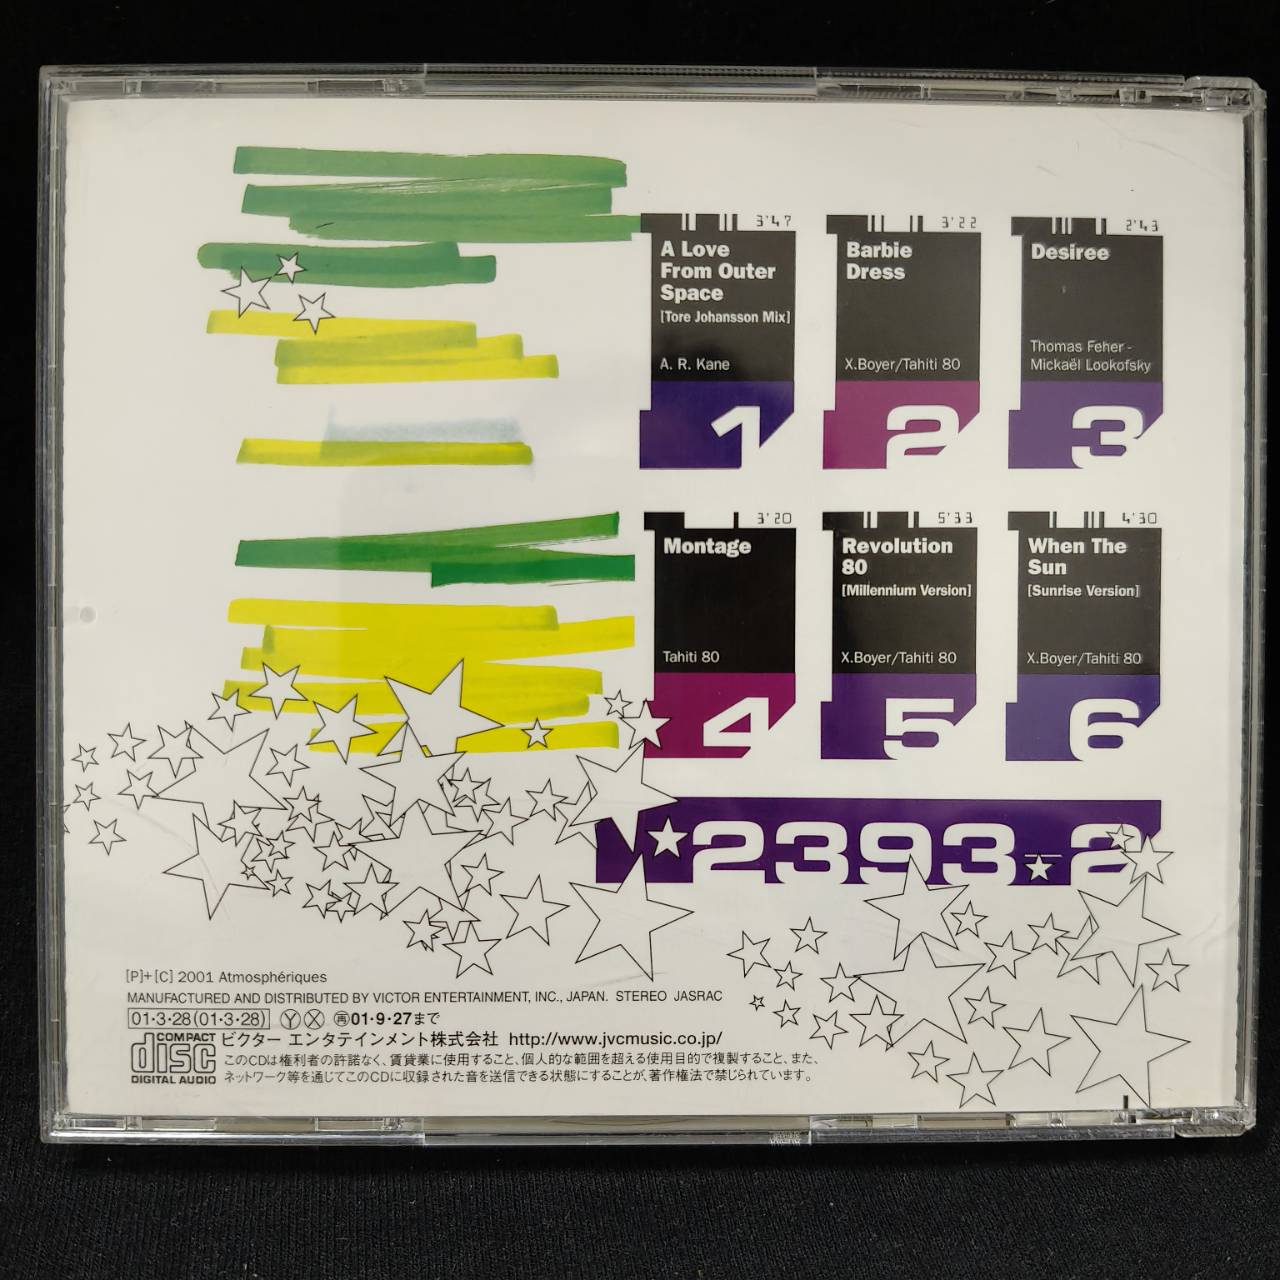 3'47
A Love
From Outer
Space
[Tore Johansson Mix]
A. R. Kane
1
3'22
Barbie
Dress
X.Boyer/Tahiti 80
2
2'43
Desiree
Thomas Feher -
Mickaël Lookofsky
3
3'20
Montage
Tahiti 80
4
5'33
Revolution
80
[Millennium Version]
X.Boyer/Tahiti 80
5
4'30
When The
Sun
[Sunrise Version]
X.Boyer/Tahiti 80
6
2393-2
[P]+[C] 2001 Atmosphériques
MANUFACTURED AND DISTRIBUTED BY VICTOR ENTERTAINMENT, INC., JAPAN. STEREO JASRAC
01・3・28(01・3・28) Ⓨ Ⓧ ㊢01・9・27まで
COMPACT disc DIGITAL AUDIO
ビクター エンタテインメント株式会社 http://www.jvcmusic.co.jp/
このCDは権利者の許諾なく、賃貸業に使用すること、個人的な範囲を超える使用目的で複製すること、また、
ネットワーク等を通じてこのCDに収録された音を送信できる状態にすることが、著作権法で禁じられています。